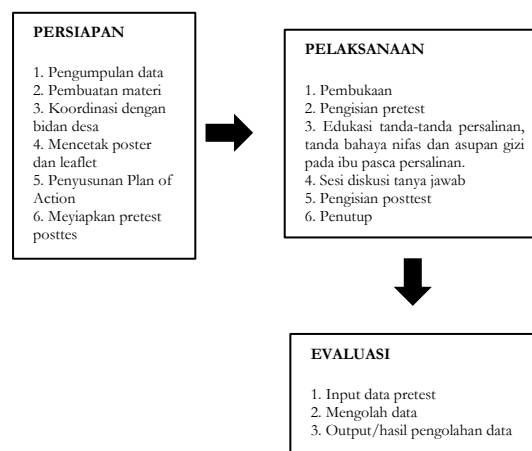 PERSIAPAN
1. Pengumpulan data
2. Pembuatan materi
3. Koordinasi dengan
bidan desa
4. Mencetak poster
dan leaflet
5. Penyusunan Plan of
Action
6. Meyiapkan pretest
posttes
PELAKSANAAN
1. Pembukaan
2. Pengisian pretest
3. Edukasi tanda-tanda persalinan,
tanda bahaya nifas dan asupan gizi
pada ibu pasca persalinan.
4. Sesi diskusi tanya jawab
5. Pengisian posttest
6. Penutup
EVALUASI
1. Input data pretest
2. Mengolah data
3. Output/hasil pengolahan data